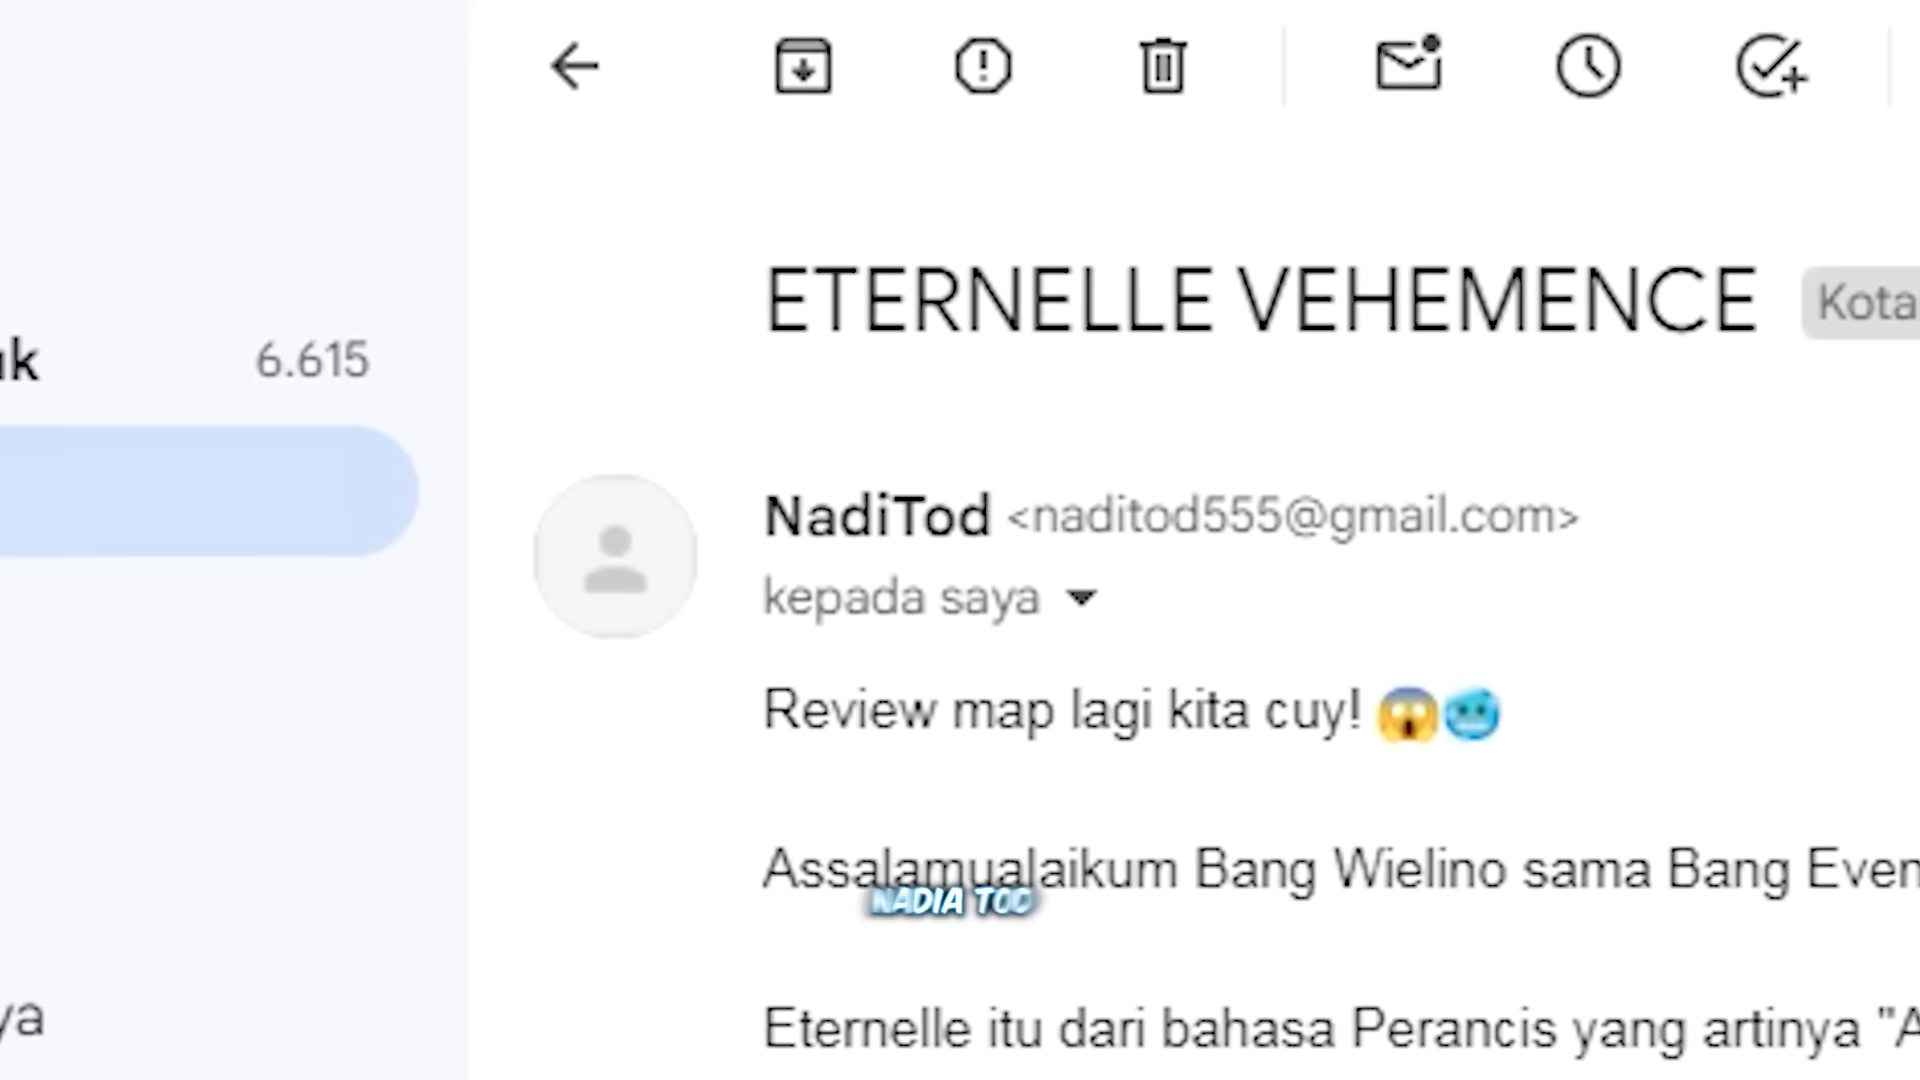 ETERNELLE VEHEMENCE Kota
uk 6.615
NadiTod <naditod555@gmail.com>
kepada saya
Review map lagi kita cuy! 😱🥶
Assalamualaikum Bang Wielino sama Bang Even
NADIA TOD
ya
Eternelle itu dari bahasa Perancis yang artinya "A